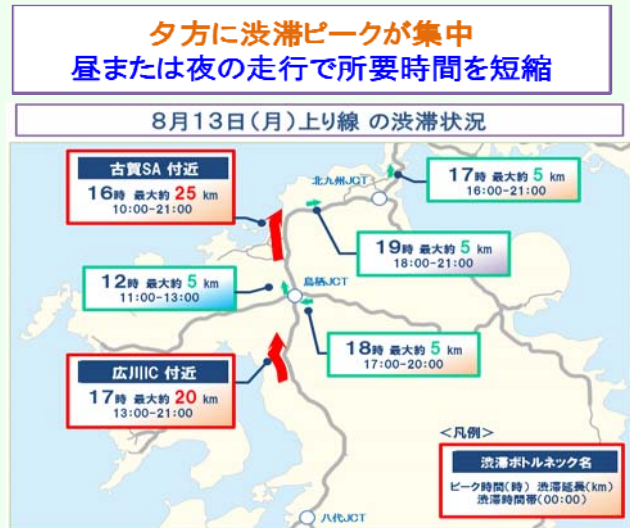 夕方に渋滞ピークが集中
昼または夜の走行で所要時間を短縮
8月13日(月)上り線 の渋滞状況
古賀SA 付近
16時 最大約 25 km
10:00-21:00
北九州JCT
17時 最大約 5 km
16:00-21:00
19時 最大約 5 km
18:00-21:00
12時 最大約 5 km
11:00-13:00
鳥栖JCT
18時 最大約 5 km
17:00-20:00
広川IC 付近
17時 最大約 20 km
13:00-21:00
<凡例>
渋滞ボトルネック名
ピーク時間(時) 渋滞延長(km)
渋滞時間帯(00:00)
八代JCT